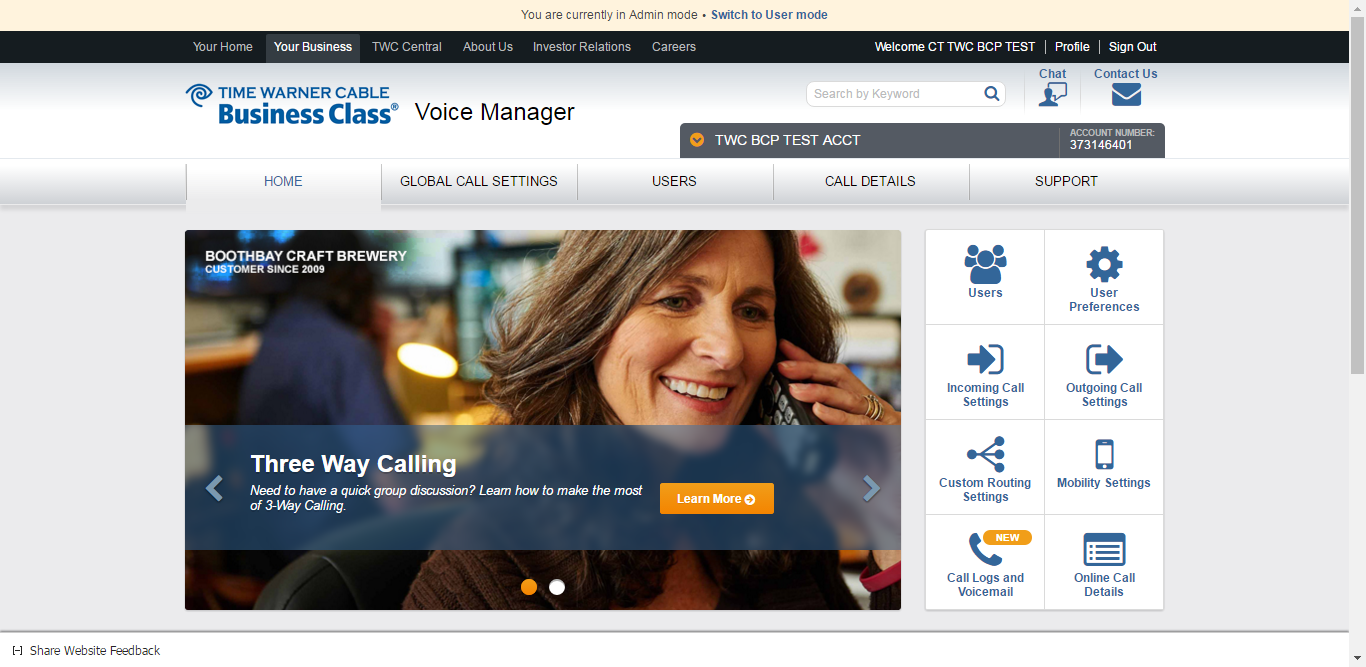 You are currently in Admin mode • Switch to User mode
Your Home Your Business TWC Central About Us Investor Relations Careers Welcome CT TWC BCP TEST Profile Sign Out
TIME WARNER CABLE
Business Class® Voice Manager
Search by Keyword
Chat
Contact Us
TWC BCP TEST ACCT
ACCOUNT NUMBER:
373146401
HOME GLOBAL CALL SETTINGS USERS CALL DETAILS SUPPORT
BOOTHBAY CRAFT BREWERY
CUSTOMER SINCE 2009
Three Way Calling
Need to have a quick group discussion? Learn how to make the most
of 3-Way Calling.
Learn More
Users
User
Preferences
Incoming Call
Settings
Outgoing Call
Settings
Custom Routing
Settings
Mobility Settings
NEW
Call Logs and
Voicemail
Online Call
Details
[-] Share Website Feedback